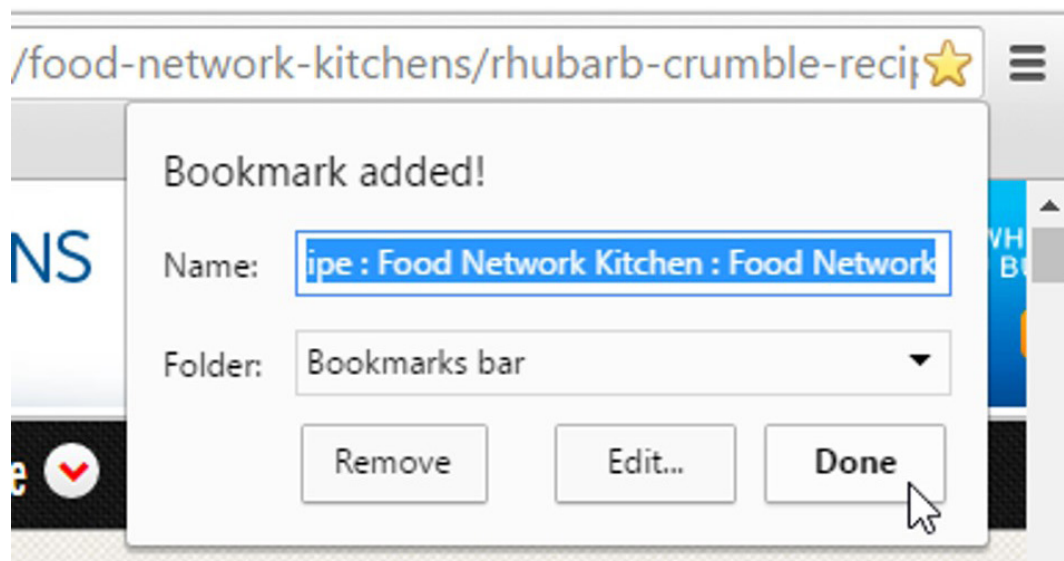 /food-network-kitchens/rhubarb-crumble-recip
Bookmark added!
NS
WH
Name: ipe : Food Network Kitchen : Food Network
Folder: Bookmarks bar
Remove Edit... Done
e